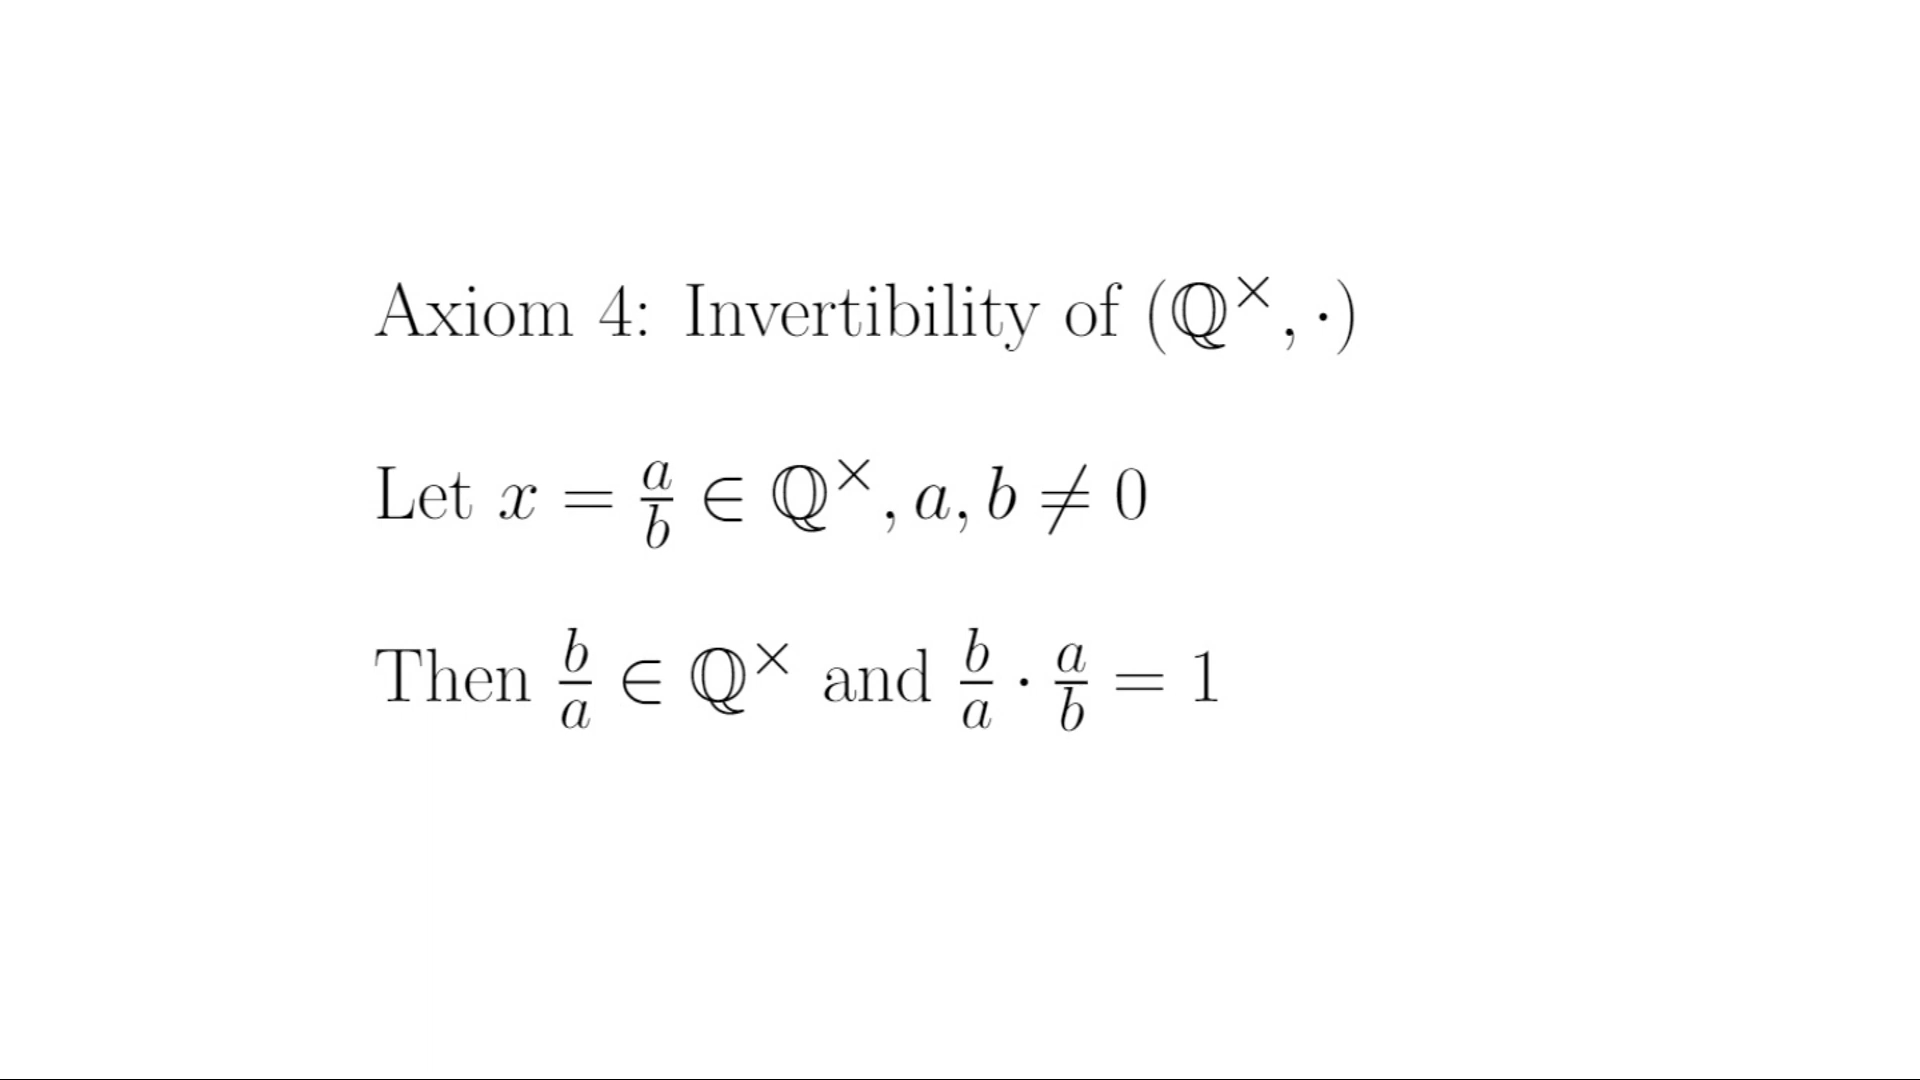 Axiom 4: Invertibility of (ℚ^×, ·)
Let x = a/b ∈ ℚ^×, a, b ≠ 0
Then b/a ∈ ℚ^× and b/a · a/b = 1